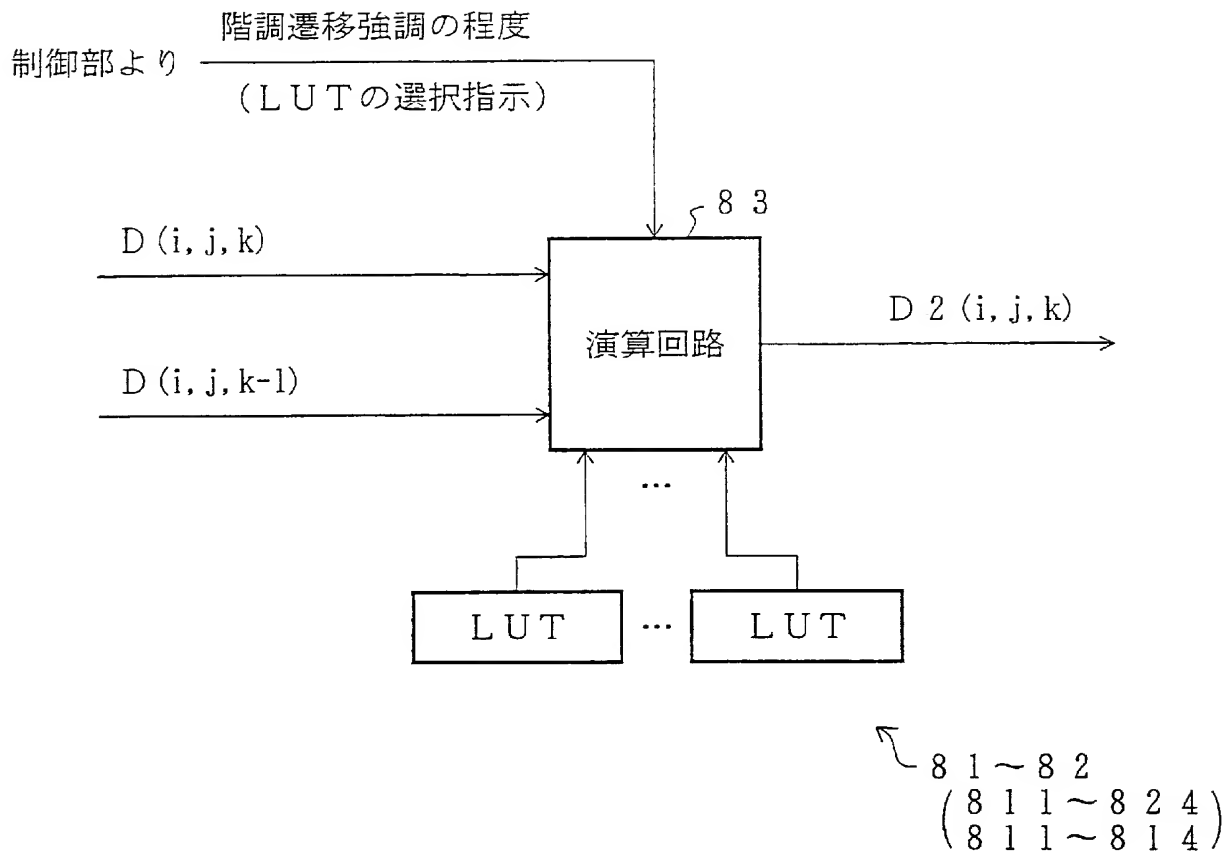 階調遷移強調の程度
制御部より
(LUTの選択指示)
83
D(i,j,k)
D2(i,j,k)
演算回路
D(i,j,k-1)
...
LUT ... LUT
81~82
(811~824)
(811~814)